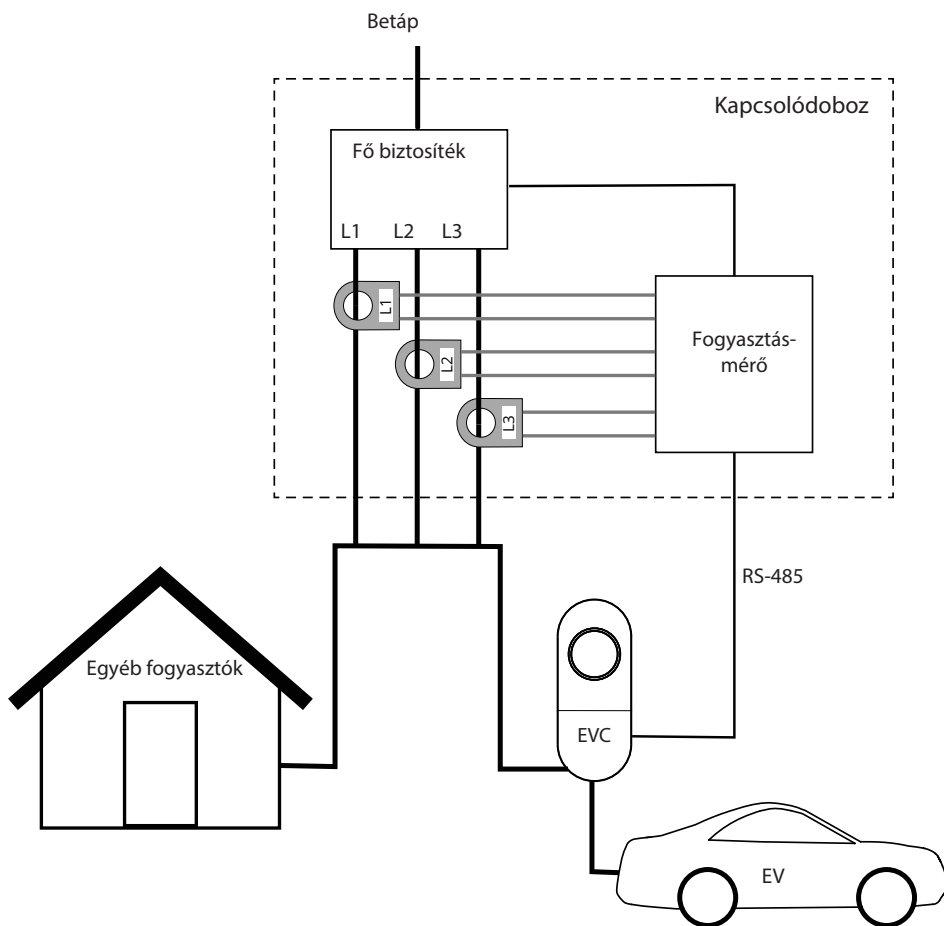 Betáp
Kapcsolódoboz
Fő biztosíték
L1 L2 L3
L1
L2
L3
Fogyasztás-
mérő
RS-485
Egyéb fogyasztók
EVC
EV